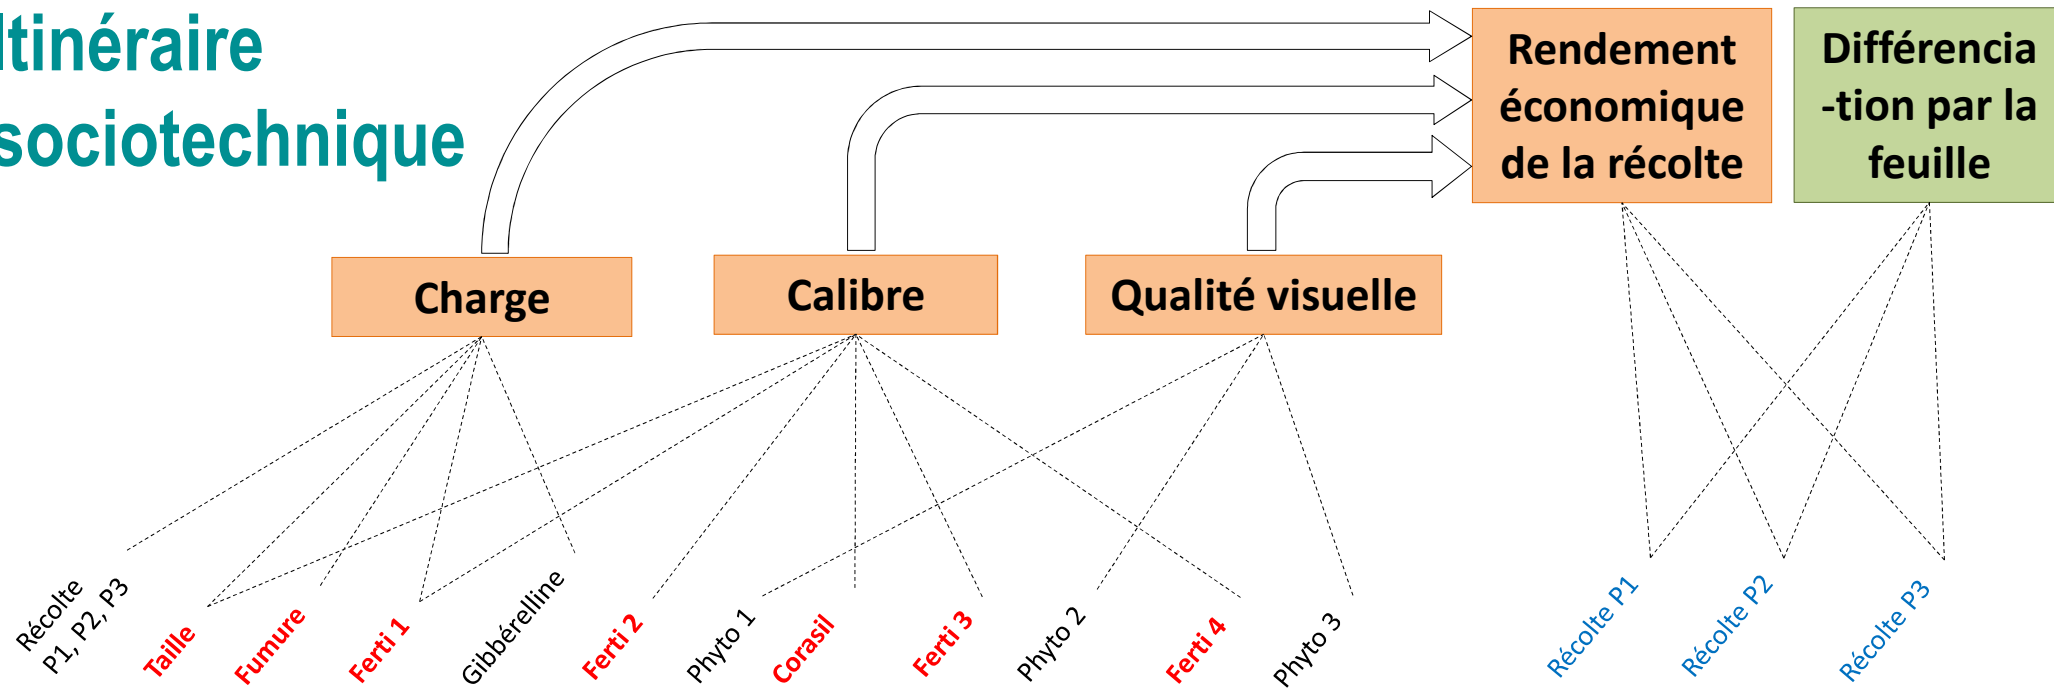 Itinéraire
sociotechnique
Rendement
économique
de la récolte
Différencia
-tion par la
feuille
Charge
Calibre
Qualité visuelle
Récolte
P1, P2, P3
Taille
Fumure
Ferti 1
Gibbérelline
Ferti 2
Phyto 1
Corasil
Ferti 3
Phyto 2
Ferti 4
Phyto 3
Récolte P1
Récolte P2
Récolte P3